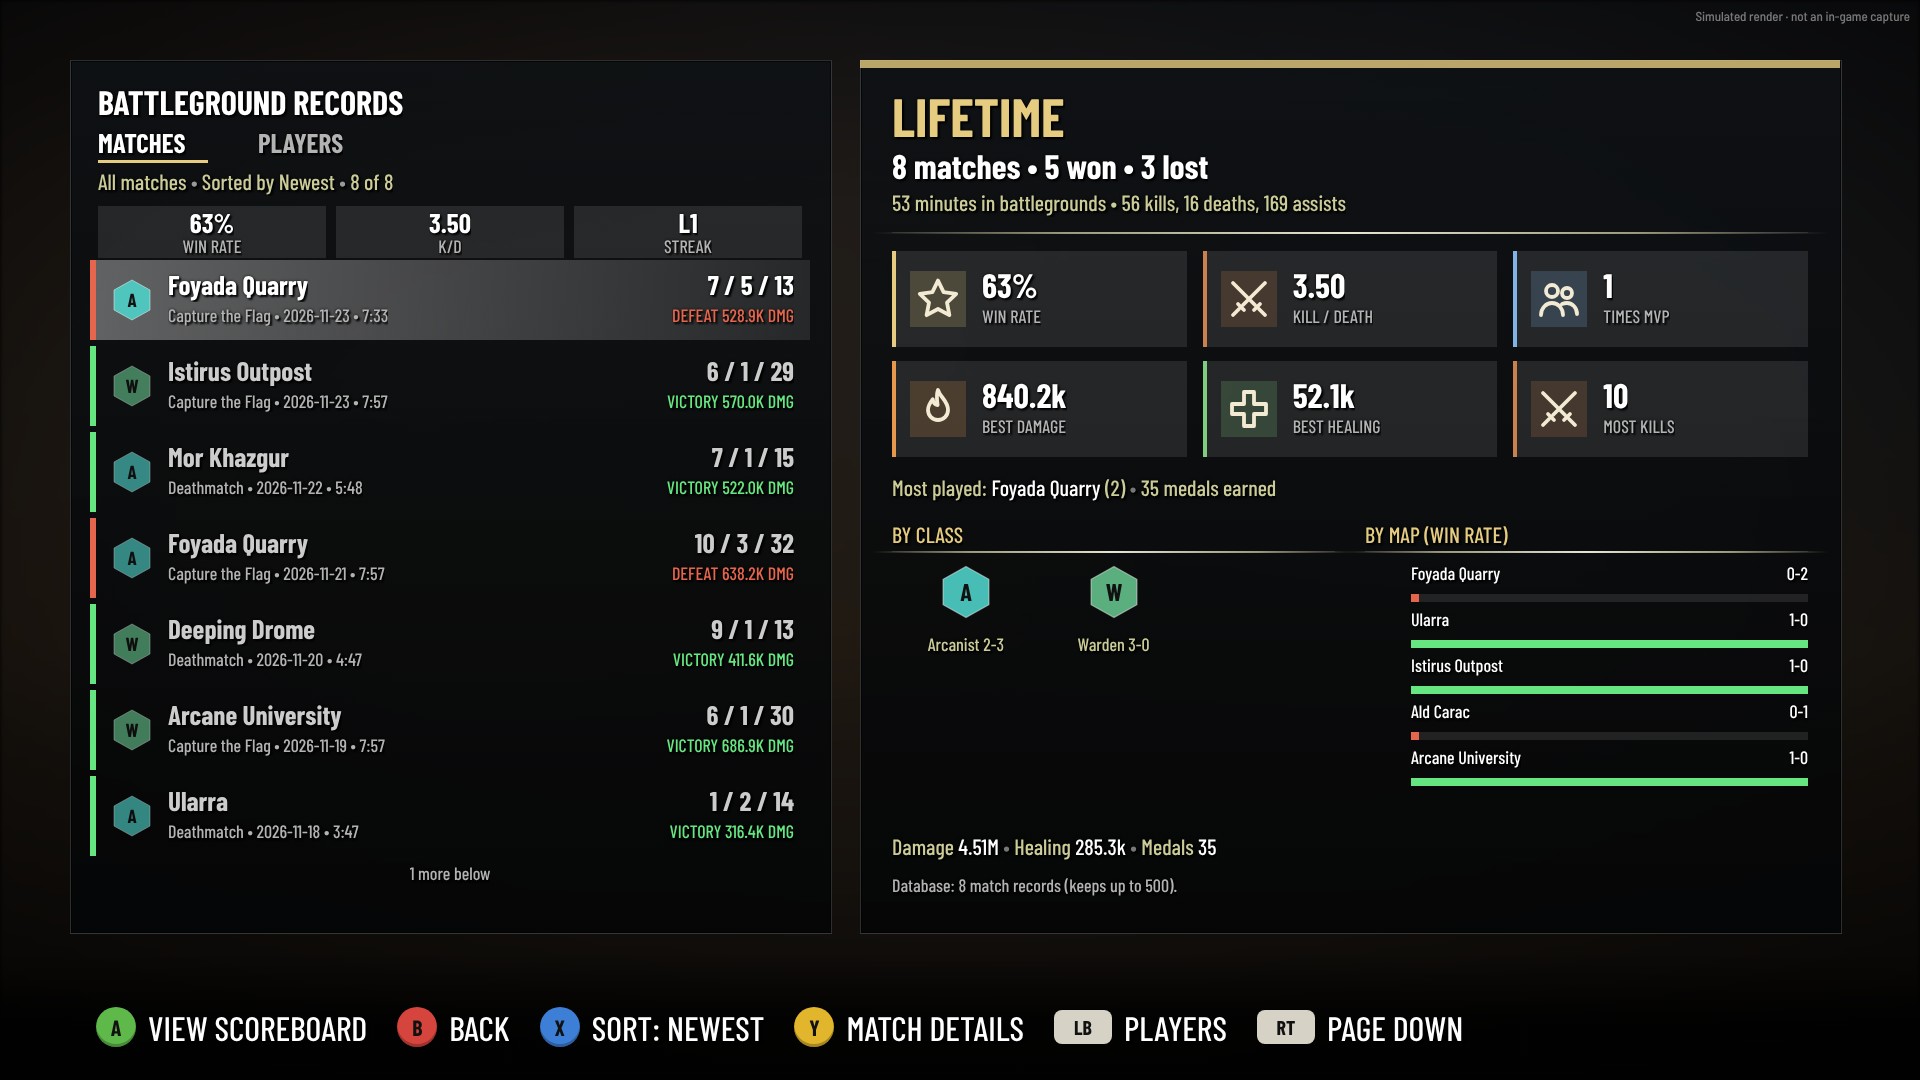 Simulated render · not an in-game capture
BATTLEGROUND RECORDS
MATCHES PLAYERS
All matches • Sorted by Newest • 8 of 8
63% 3.50 L1
WIN RATE K/D STREAK
A Foyada Quarry 7 / 5 / 13
Capture the Flag • 2026-11-23 • 7:33 DEFEAT 528.9K DMG
W Istirus Outpost 6 / 1 / 29
Capture the Flag • 2026-11-23 • 7:57 VICTORY 570.0K DMG
A Mor Khazgur 7 / 1 / 15
Deathmatch • 2026-11-22 • 5:48 VICTORY 522.0K DMG
A Foyada Quarry 10 / 3 / 32
Capture the Flag • 2026-11-21 • 7:57 DEFEAT 638.2K DMG
W Deeping Drome 9 / 1 / 13
Deathmatch • 2026-11-20 • 4:47 VICTORY 411.6K DMG
W Arcane University 6 / 1 / 30
Capture the Flag • 2026-11-19 • 7:57 VICTORY 686.9K DMG
A Ularra 1 / 2 / 14
Deathmatch • 2026-11-18 • 3:47 VICTORY 316.4K DMG
1 more below
LIFETIME
8 matches • 5 won • 3 lost
53 minutes in battlegrounds • 56 kills, 16 deaths, 169 assists
63% 3.50 1
WIN RATE KILL / DEATH TIMES MVP
840.2k 52.1k 10
BEST DAMAGE BEST HEALING MOST KILLS
Most played: Foyada Quarry (2) • 35 medals earned
BY CLASS
A W
Arcanist 2-3 Warden 3-0
BY MAP (WIN RATE)
Foyada Quarry 0-2
Ularra 1-0
Istirus Outpost 1-0
Ald Carac 0-1
Arcane University 1-0
Damage 4.51M • Healing 285.3k • Medals 35
Database: 8 match records (keeps up to 500).
A VIEW SCOREBOARD B BACK X SORT: NEWEST Y MATCH DETAILS LB PLAYERS RT PAGE DOWN